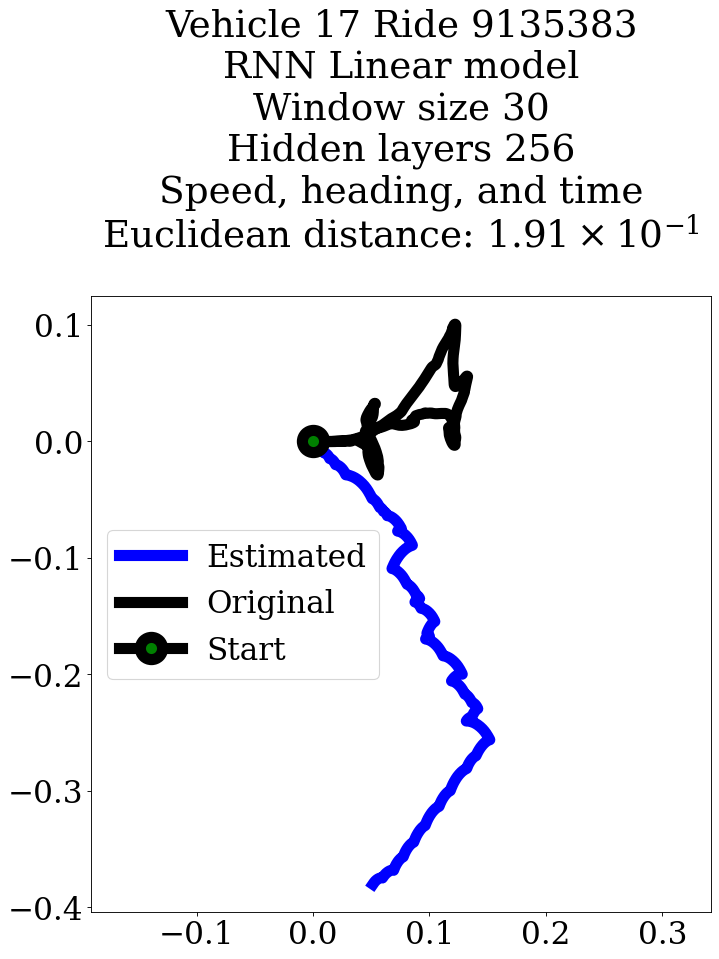 Vehicle 17 Ride 9135383
RNN Linear model
Window size 30
Hidden layers 256
Speed, heading, and time
Euclidean distance: 1.91 × 10⁻¹
0.1
0.0
−0.1
−0.2
−0.3
−0.4
Estimated
Original
Start
−0.1 0.0 0.1 0.2 0.3